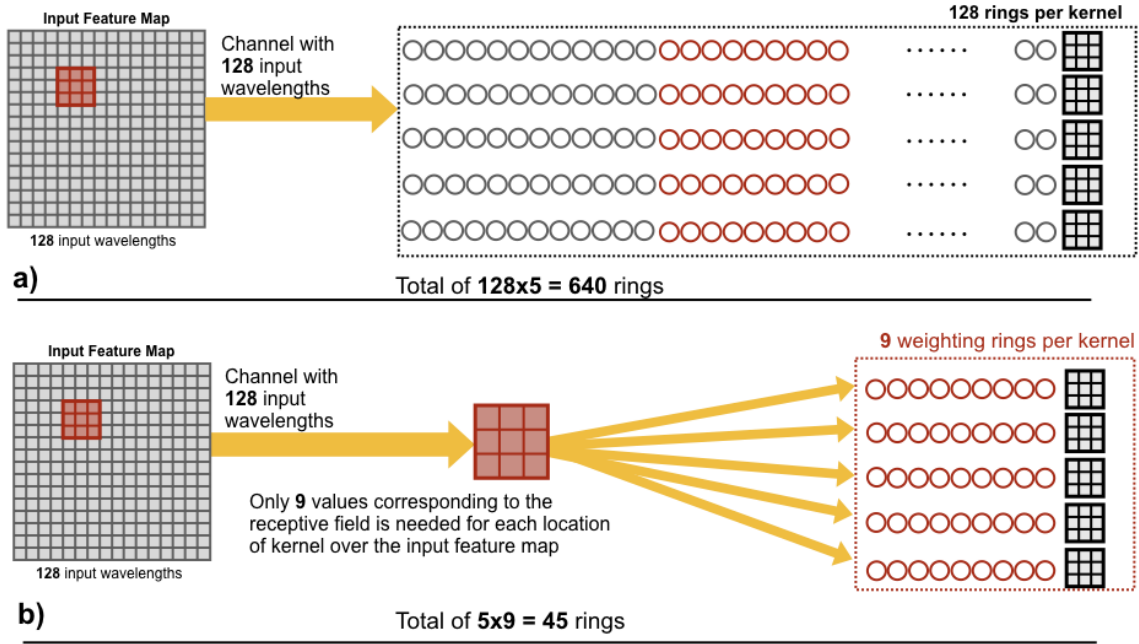 Input Feature Map
128 input wavelengths
Channel with
128 input
wavelengths
128 rings per kernel
......
......
......
......
......
a)
Total of 128x5 = 640 rings
Input Feature Map
128 input wavelengths
Channel with
128 input
wavelengths
Only 9 values corresponding to the
receptive field is needed for each location
of kernel over the input feature map
9 weighting rings per kernel
b)
Total of 5x9 = 45 rings